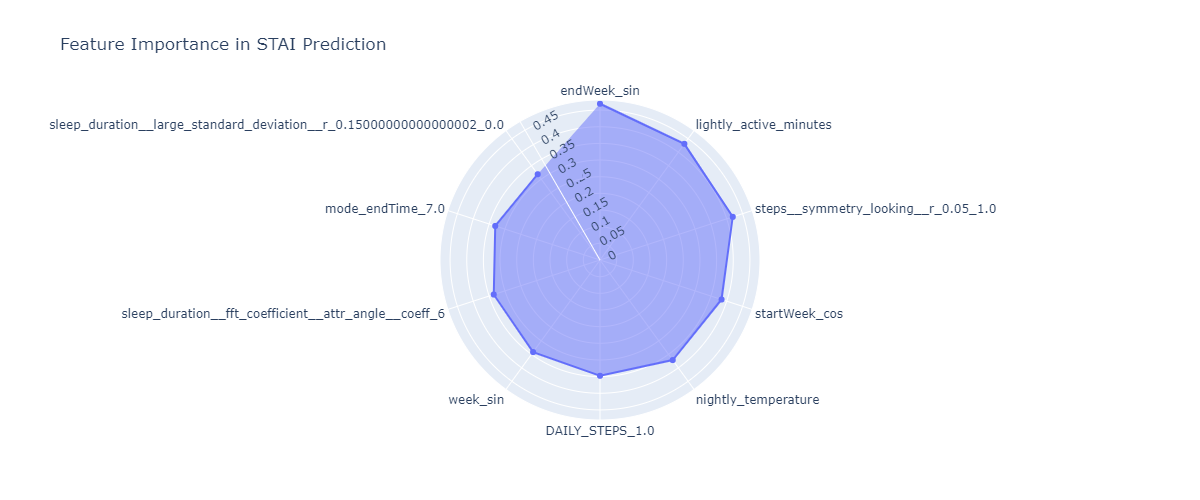 Feature Importance in STAI Prediction
endWeek_sin
sleep_duration__large_standard_deviation__r_0.15000000000000002_0.0
lightly_active_minutes
0.45
0.4
0.35
0.3
0.2
0.15
0.1
0.05
0
mode_endTime_7.0
steps__symmetry_looking__r_0.05_1.0
sleep_duration__fft_coefficient__attr_angle__coeff_6
startWeek_cos
week_sin
nightly_temperature
DAILY_STEPS_1.0